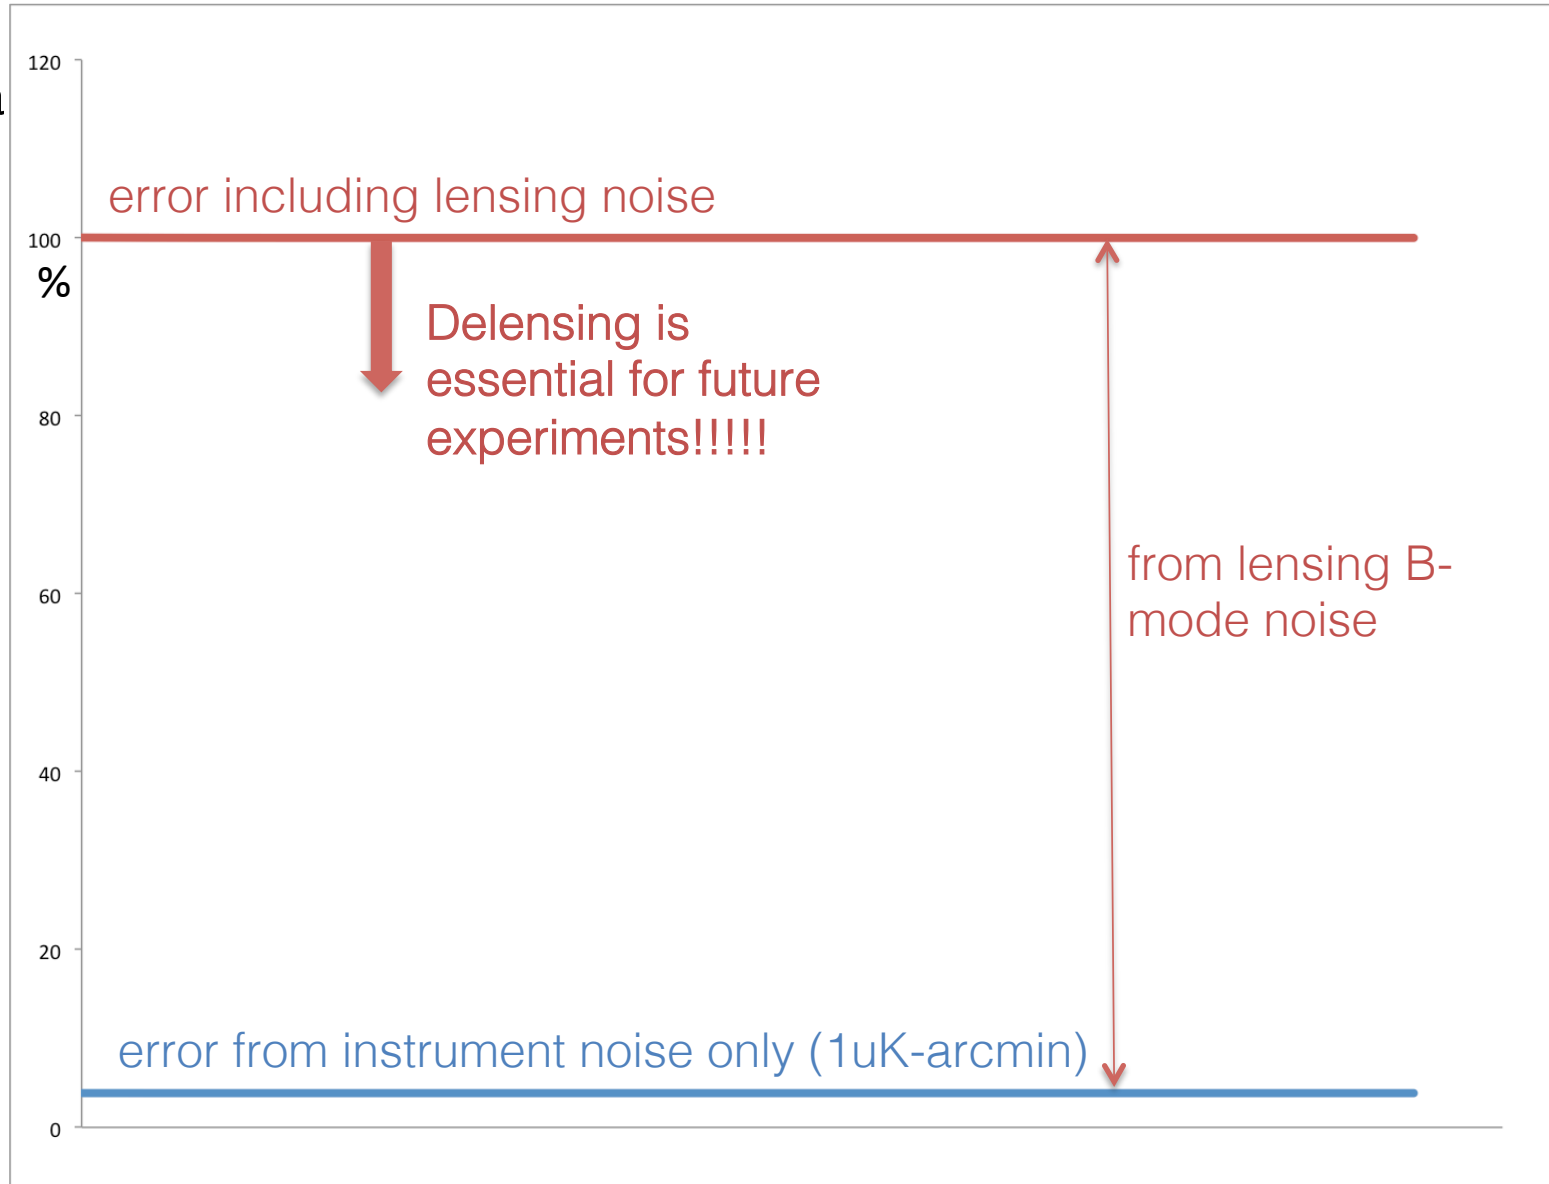 120
error including lensing noise
100
%
Delensing is
essential for future
experiments!!!!!
80
from lensing B-
mode noise
60
40
20
error from instrument noise only (1uK-arcmin)
0